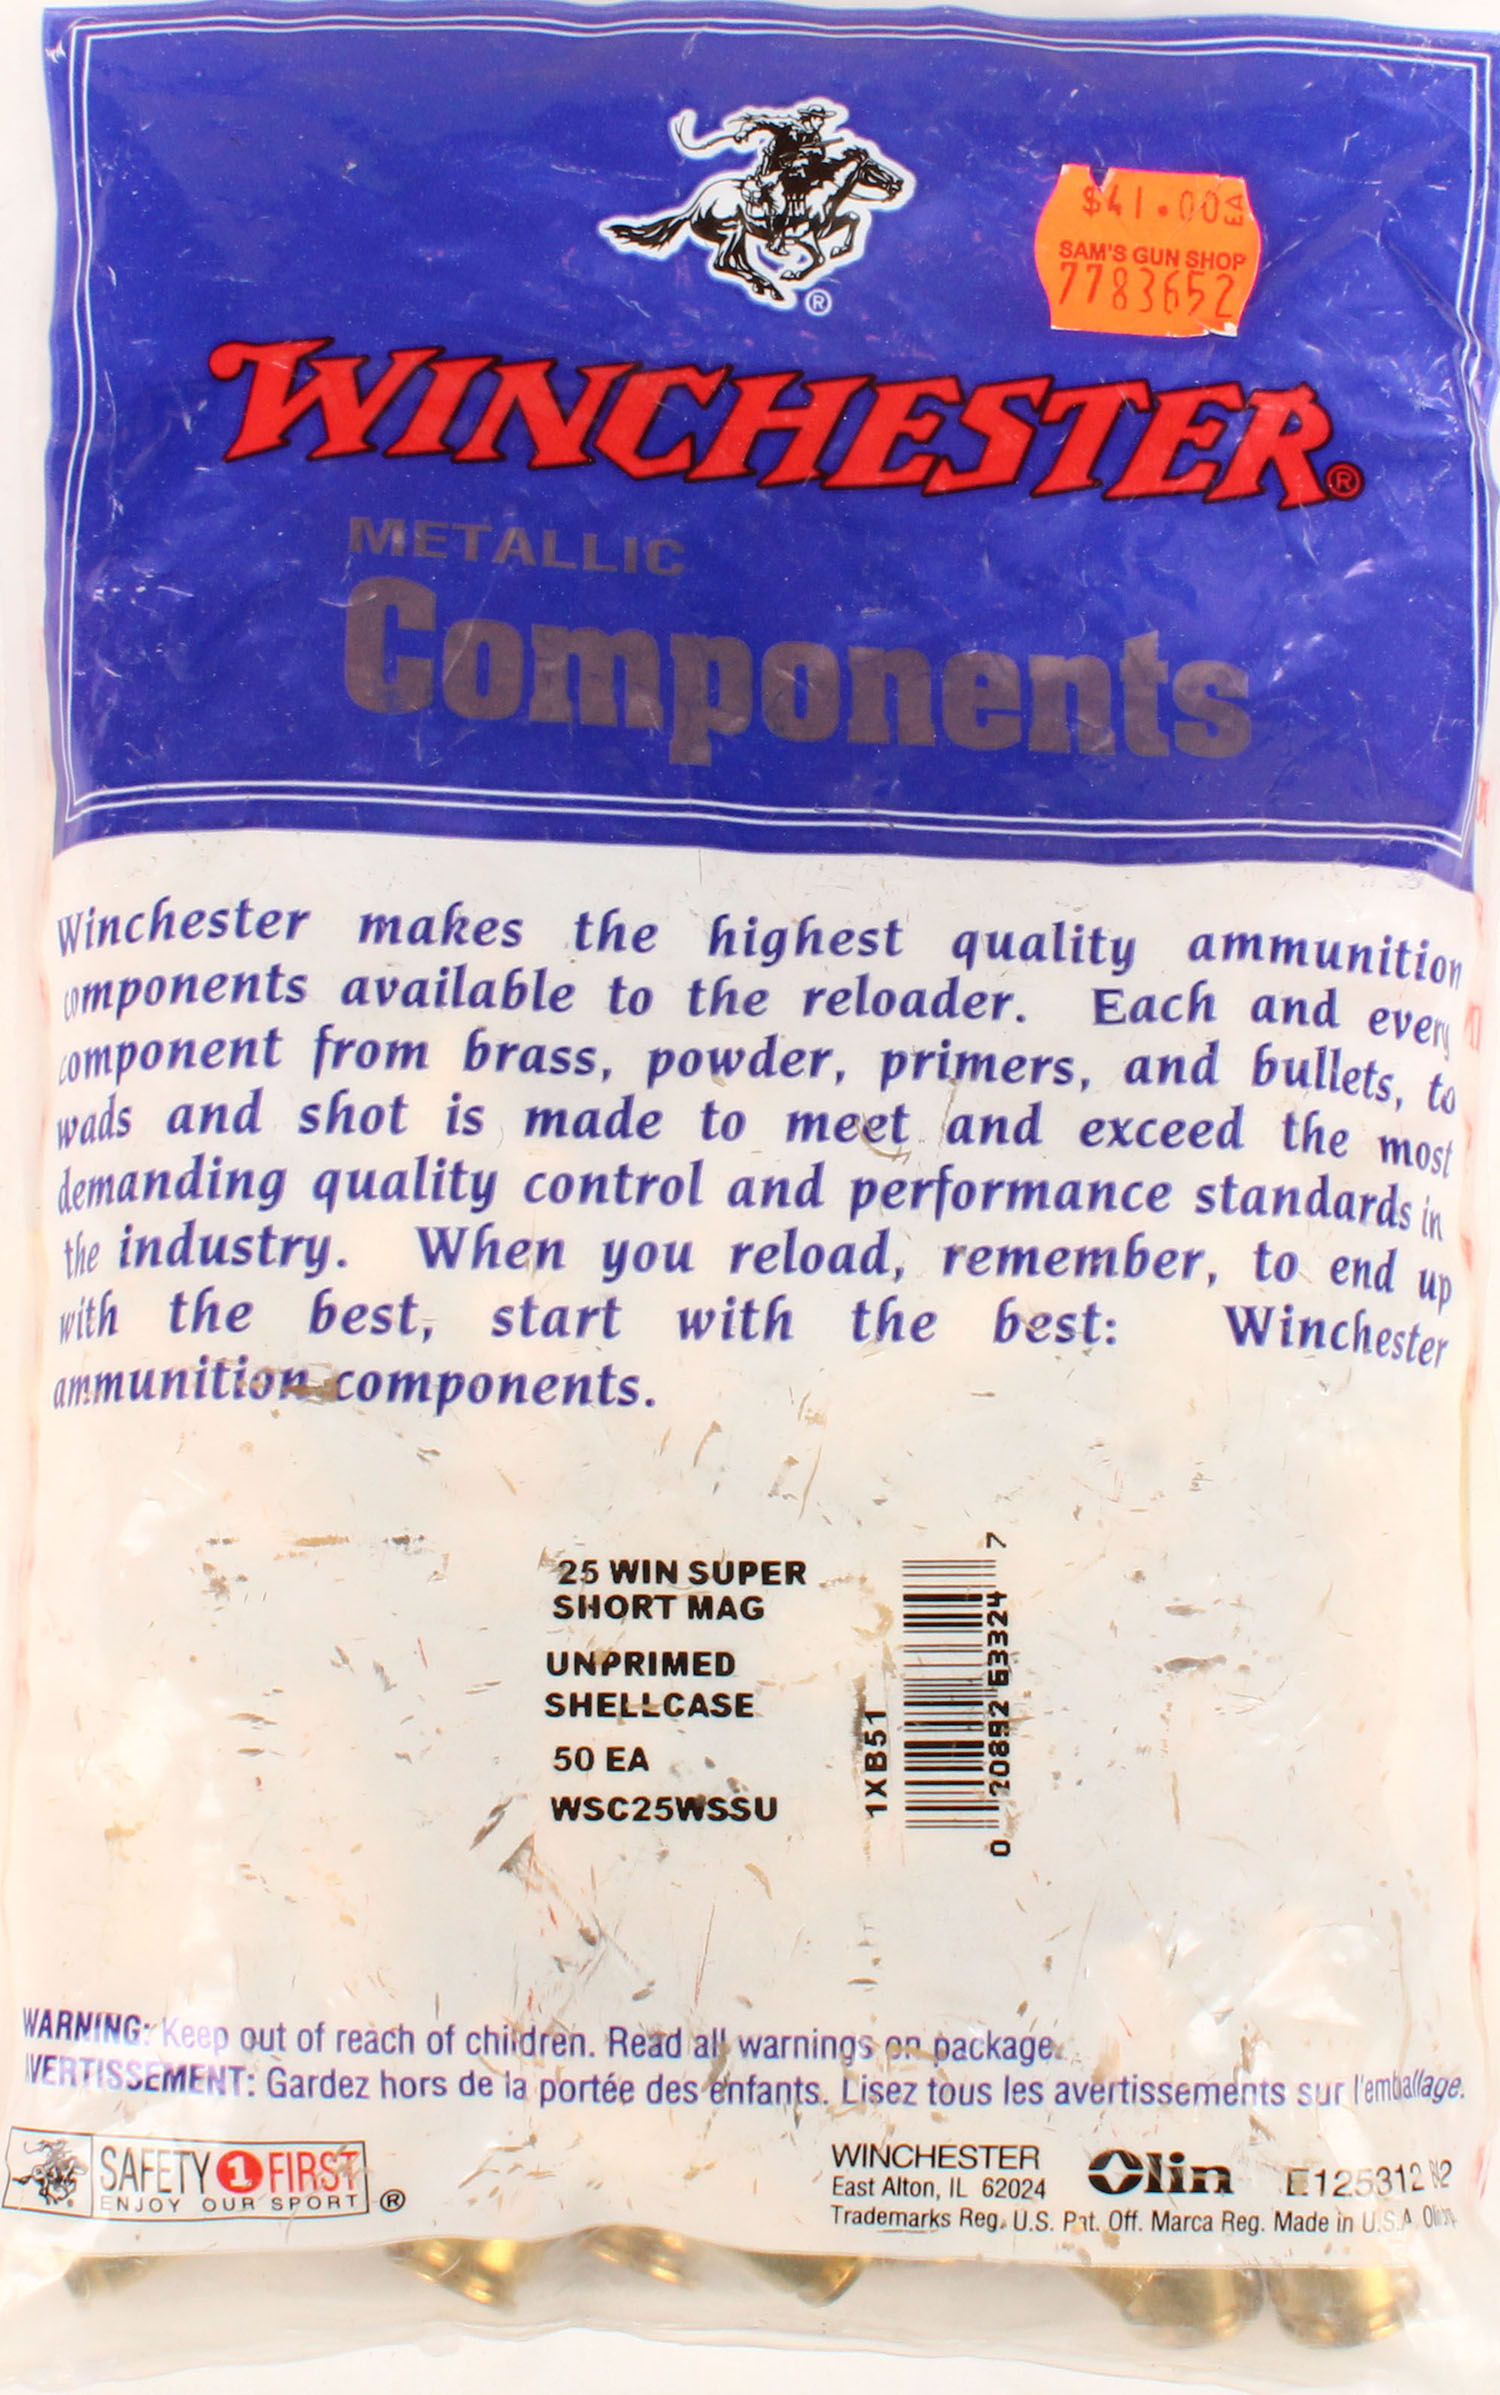 $41.00 EA
SAM'S GUN SHOP
7783652
®
WINCHESTER®
METALLIC
Components
Winchester makes the highest quality ammunition
components available to the reloader. Each and every
component from brass, powder, primers, and bullets, to
wads and shot is made to meet and exceed the most
demanding quality control and performance standards in
the industry. When you reload, remember, to end up
with the best, start with the best: Winchester
ammunition components.
25 WIN SUPER
SHORT MAG
UNPRIMED
SHELLCASE
50 EA
WSC25WSSU
1XB51
0 20892 63324 7
WARNING: Keep out of reach of children. Read all warnings on package.
AVERTISSEMENT: Gardez hors de la portée des enfants. Lisez tous les avertissements sur l'emballage.
SAFETY 1 FIRST
ENJOY OUR SPORT ®
WINCHESTER
East Alton, IL 62024
Olin
Trademarks Reg. U.S. Pat. Off. Marca Reg. Made in U.S.A.